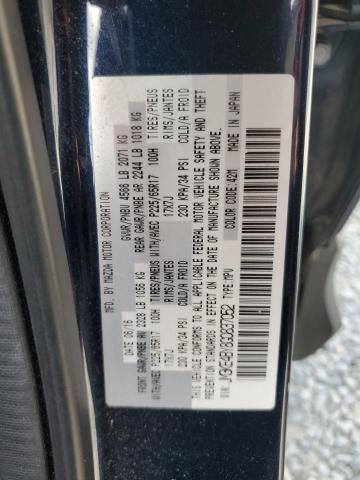 MFD. BY: MAZDA MOTOR CORPORATION
DATE: 06/16 GVWR/PNBV 4566 LB 2071 KG
FRONT GAWR/PNBE AV 2328 LB 1056 KG REAR GAWR/PNBE AR 2244 LB 1018 KG
WITH/AVEC P225/65R17 100H TIRES/PNEUS WITH/AVEC P225/65R17 100H TIRES/PNEUS
17X7J RIMS/JANTES 17X7J RIMS/JANTES
230 KPA/34 PSI COLD/A FROID 230 KPA/34 PSI COLD/A FROID
THIS VEHICLE CONFORMS TO ALL APPLICABLE FEDERAL MOTOR VEHICLE SAFETY AND THEFT
PREVENTION STANDARDS IN EFFECT ON THE DATE OF MANUFACTURE SHOWN ABOVE.
TYPE: MPV MADE IN JAPAN
COLOR CODE: 42M